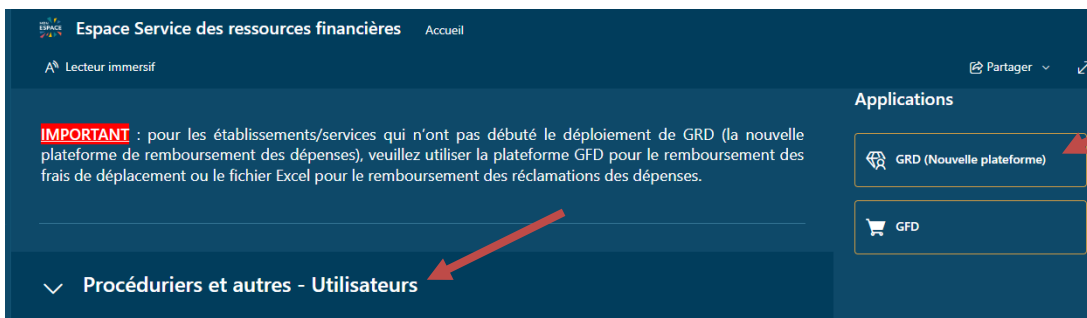 MON ESPACE
Espace Service des ressources financières Accueil
Lecteur immersif
Partager
Applications
IMPORTANT : pour les établissements/services qui n'ont pas débuté le déploiement de GRD (la nouvelle
plateforme de remboursement des dépenses), veuillez utiliser la plateforme GFD pour le remboursement des
frais de déplacement ou le fichier Excel pour le remboursement des réclamations des dépenses.
GRD (Nouvelle plateforme)
GFD
Procéduriers et autres - Utilisateurs